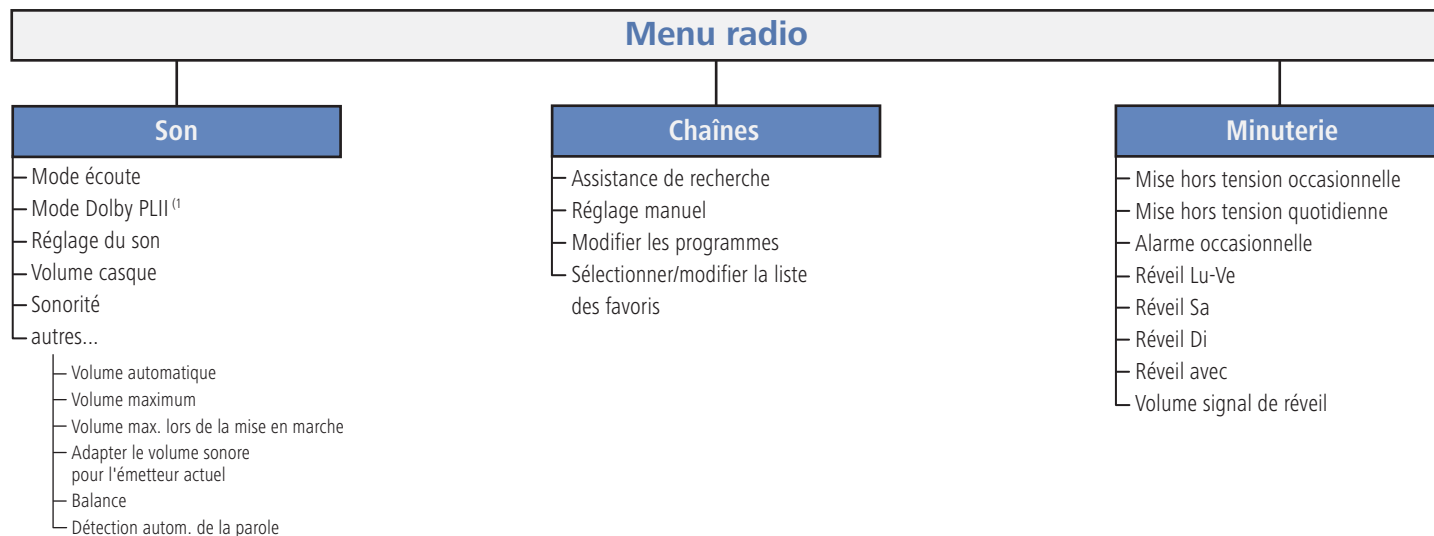 Menu radio
Son
Mode écoute
Mode Dolby PLII (1
Réglage du son
Volume casque
Sonorité
autres...
Volume automatique
Volume maximum
Volume max. lors de la mise en marche
Adapter le volume sonore
pour l'émetteur actuel
Balance
Détection autom. de la parole
Chaînes
Assistance de recherche
Réglage manuel
Modifier les programmes
Sélectionner/modifier la liste
des favoris
Minuterie
Mise hors tension occasionnelle
Mise hors tension quotidienne
Alarme occasionnelle
Réveil Lu-Ve
Réveil Sa
Réveil Di
Réveil avec
Volume signal de réveil